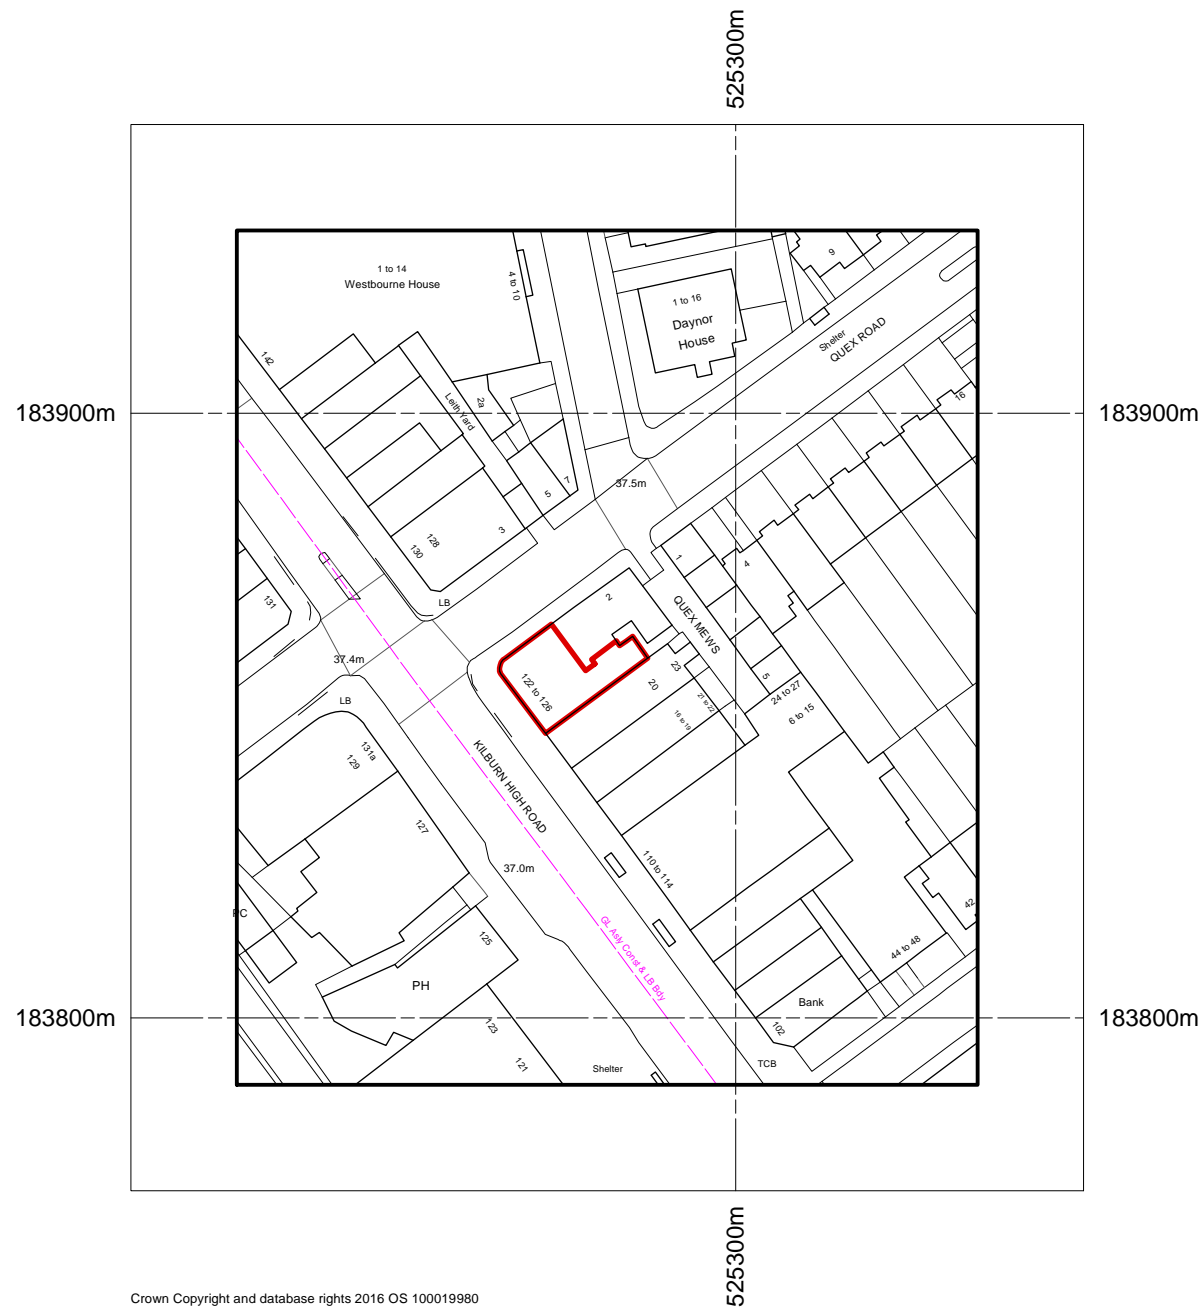 525300m
1 to 14
Westbourne House
4 to 10
9
1 to 16
Daynor
House
Shelter
QUEX ROAD
142
2a
Leith Yard
16
183900m
183900m
7
5
3
37.5m
128
130
1
4
LB
2
QUEX MEWS
131
37.4m
23
5
122 to 126
20
21 to 22
24 to 27
16 to 19
6 to 15
LB
131a
129
KILBURN HIGH ROAD
127
37.0m
110 to 114
PC
42
GL Asly Const & LB Bdy
125
44 to 48
PH
Bank
183800m
183800m
123
102
121
Shelter
TCB
525300m
Crown Copyright and database rights 2016 OS 100019980